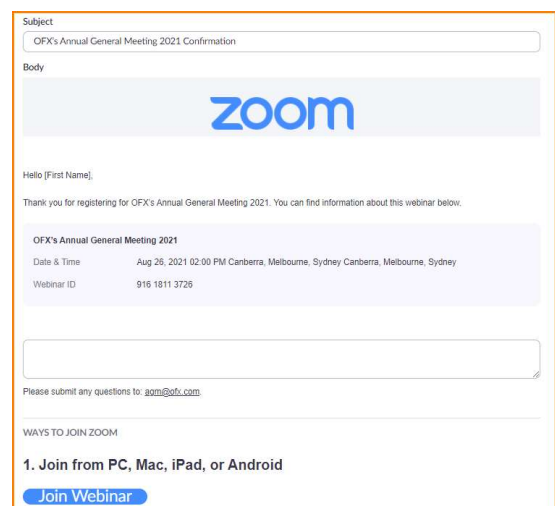 Subject
OFX's Annual General Meeting 2021 Confirmation
Body
zoom
Hello [First Name],
Thank you for registering for OFX's Annual General Meeting 2021. You can find information about this webinar below.
OFX's Annual General Meeting 2021
Date & Time Aug 26, 2021 02:00 PM Canberra, Melbourne, Sydney Canberra, Melbourne, Sydney
Webinar ID 916 1811 3726
Please submit any questions to: agm@ofx.com.
WAYS TO JOIN ZOOM
1. Join from PC, Mac, iPad, or Android
Join Webinar